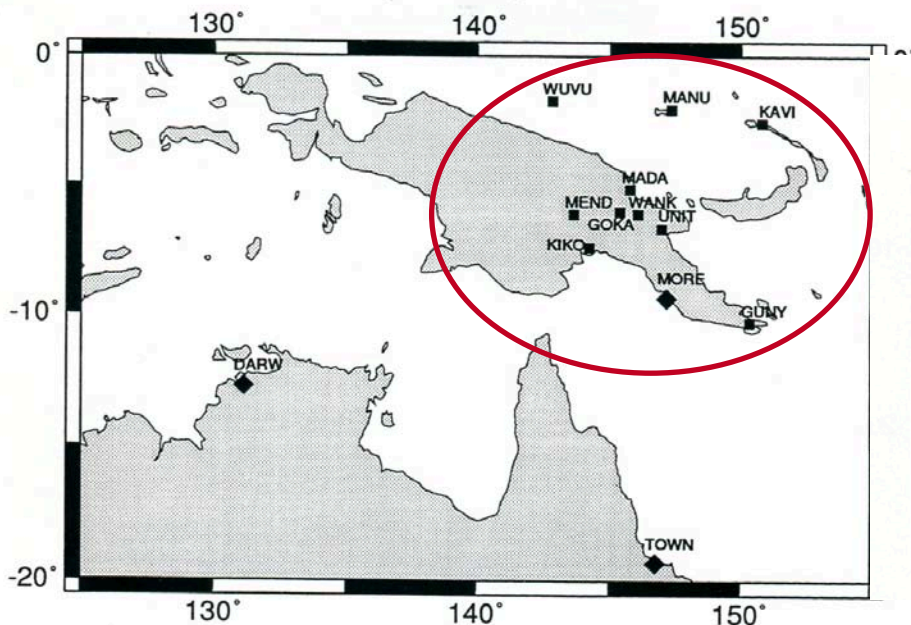 130° 140° 150°
0°
WUVU MANU
KAVI
MADA
MEND WANK
GOKA UNIT
KIKO
MORE
-10° GUNY
DARW
TOWN
-20°
130° 140° 150°